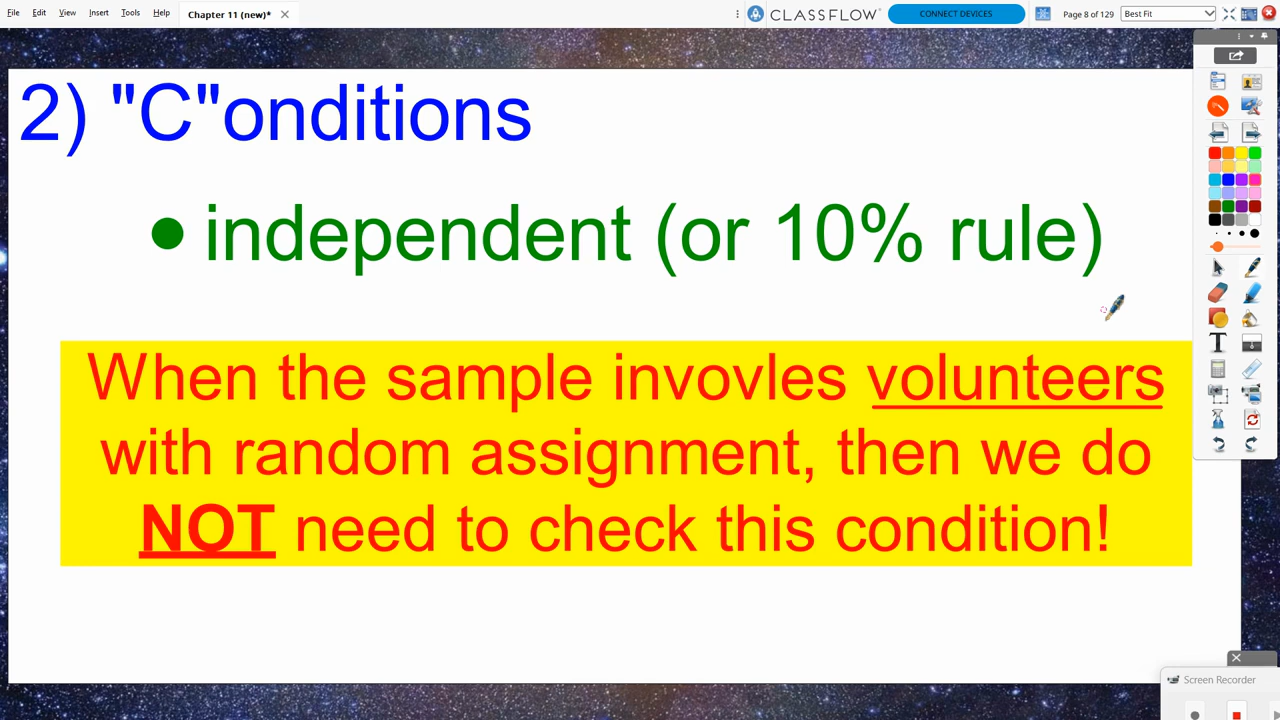 File Edit View Insert Tools Help Chapter 11 (new)* CLASSFLOW CONNECT DEVICES Page 8 of 129 Best Fit
2) "C"onditions
● independent (or 10% rule)
When the sample invovles volunteers
with random assignment, then we do
NOT need to check this condition!
T
Screen Recorder